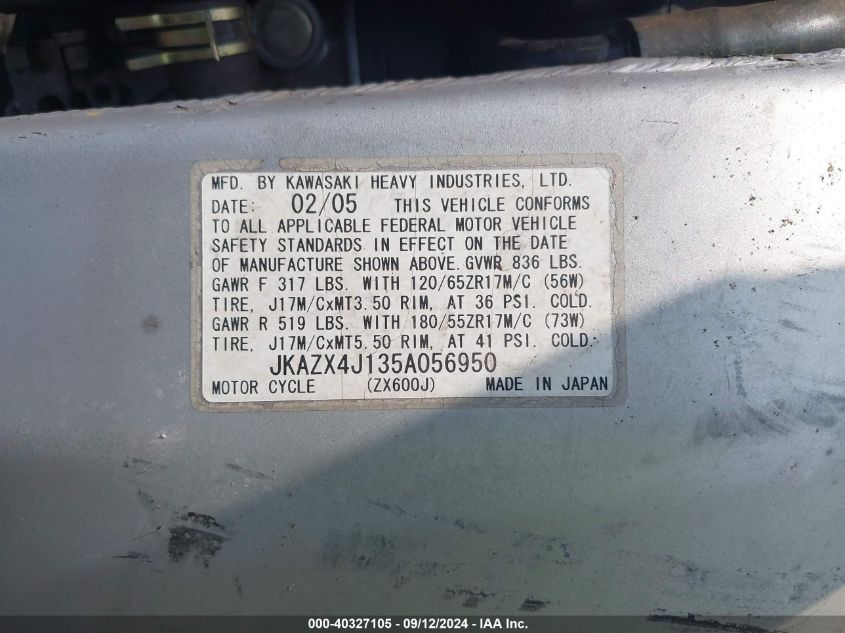 MFD. BY KAWASAKI HEAVY INDUSTRIES, LTD.
DATE: 02/05 THIS VEHICLE CONFORMS
TO ALL APPLICABLE FEDERAL MOTOR VEHICLE
SAFETY STANDARDS IN EFFECT ON THE DATE
OF MANUFACTURE SHOWN ABOVE. GVWR 836 LBS.
GAWR F 317 LBS. WITH 120/65ZR17M/C (56W)
TIRE, J17M/CxMT3.50 RIM, AT 36 PSI. COLD.
GAWR R 519 LBS. WITH 180/55ZR17M/C (73W)
TIRE, J17M/CxMT5.50 RIM, AT 41 PSI. COLD.
JKAZX4J135A056950
MOTOR CYCLE (ZX600J) MADE IN JAPAN
000-40327105 - 09/12/2024 - IAA Inc.